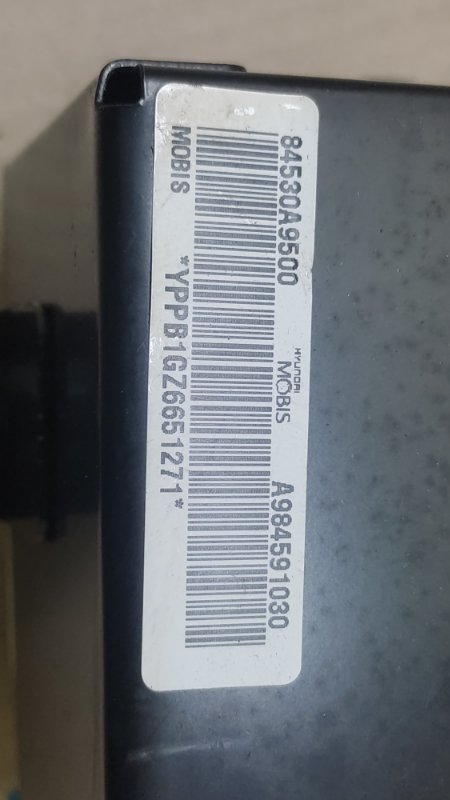 84530A9500
HYUNDAI
MOBIS
A984591030
MOBIS
*YPPB1GZ6651271*